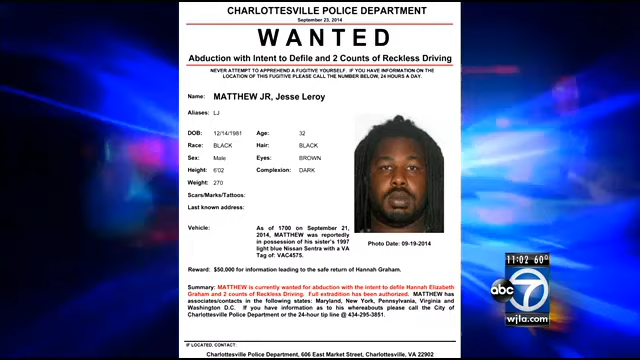 CHARLOTTESVILLE POLICE DEPARTMENT
September 23, 2014
WANTED
Abduction with Intent to Defile and 2 Counts of Reckless Driving
NEVER ATTEMPT TO APPREHEND A FUGITIVE YOURSELF. IF YOU HAVE INFORMATION ON THE
LOCATION OF THIS FUGITIVE PLEASE CALL THE NUMBER BELOW, 24 HOURS A DAY.
Name: MATTHEW JR, Jesse Leroy
Aliases: LJ
DOB: 12/14/1981 Age: 32
Race: BLACK Hair: BLACK
Sex: Male Eyes: BROWN
Height: 6'02 Complexion: DARK
Weight: 270
Scars/Marks/Tattoos:
Last known address:
Vehicle: As of 1700 on September 21,
2014, MATTHEW was reportedly
in possession of his sister's 1997
light blue Nissan Sentra with a VA
Tag of: VAC4575.
Photo Date: 09-19-2014
Reward: $50,000 for information leading to the safe return of Hannah Graham.
Summary: MATTHEW is currently wanted for abduction with the intent to defile Hannah Elizabeth
Graham and 2 counts of Reckless Driving. Full extradition has been authorized. MATTHEW has
associates/contacts in the following states: Maryland, New York, Pennsylvania, Virginia and
Washington D.C. If you have information as to his whereabouts please call the City of
Charlottesville Police Department or the 24-hour tip line @ 434-295-3851.
IF LOCATED, CONTACT
Charlottesville Police Department, 606 East Market Street, Charlottesville, VA 22902
11:02 60°
abc 7
wjla.com